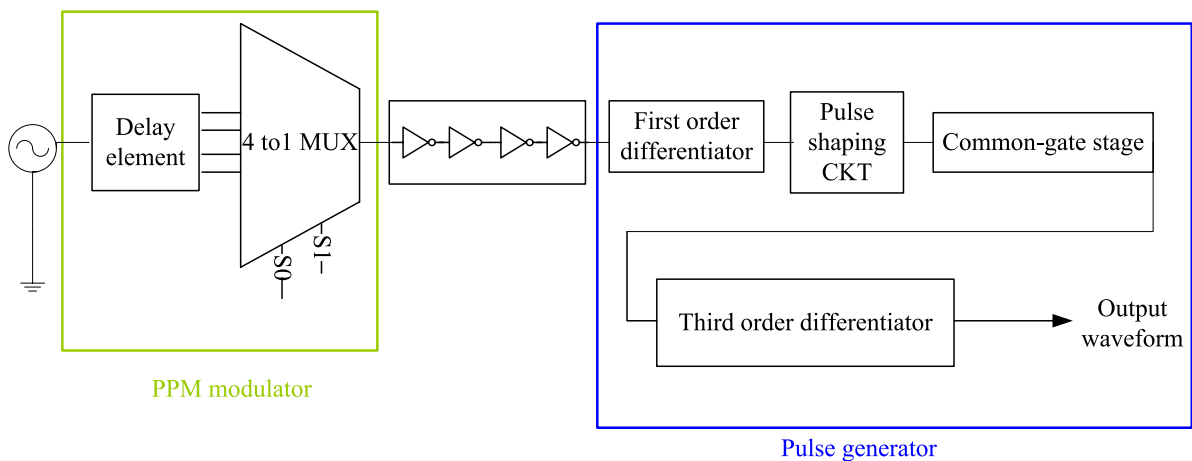 Delay
element
4 to1 MUX
S0
S1
First order
differentiator
Pulse
shaping
CKT
Common-gate stage
Third order differentiator
Output
waveform
PPM modulator
Pulse generator